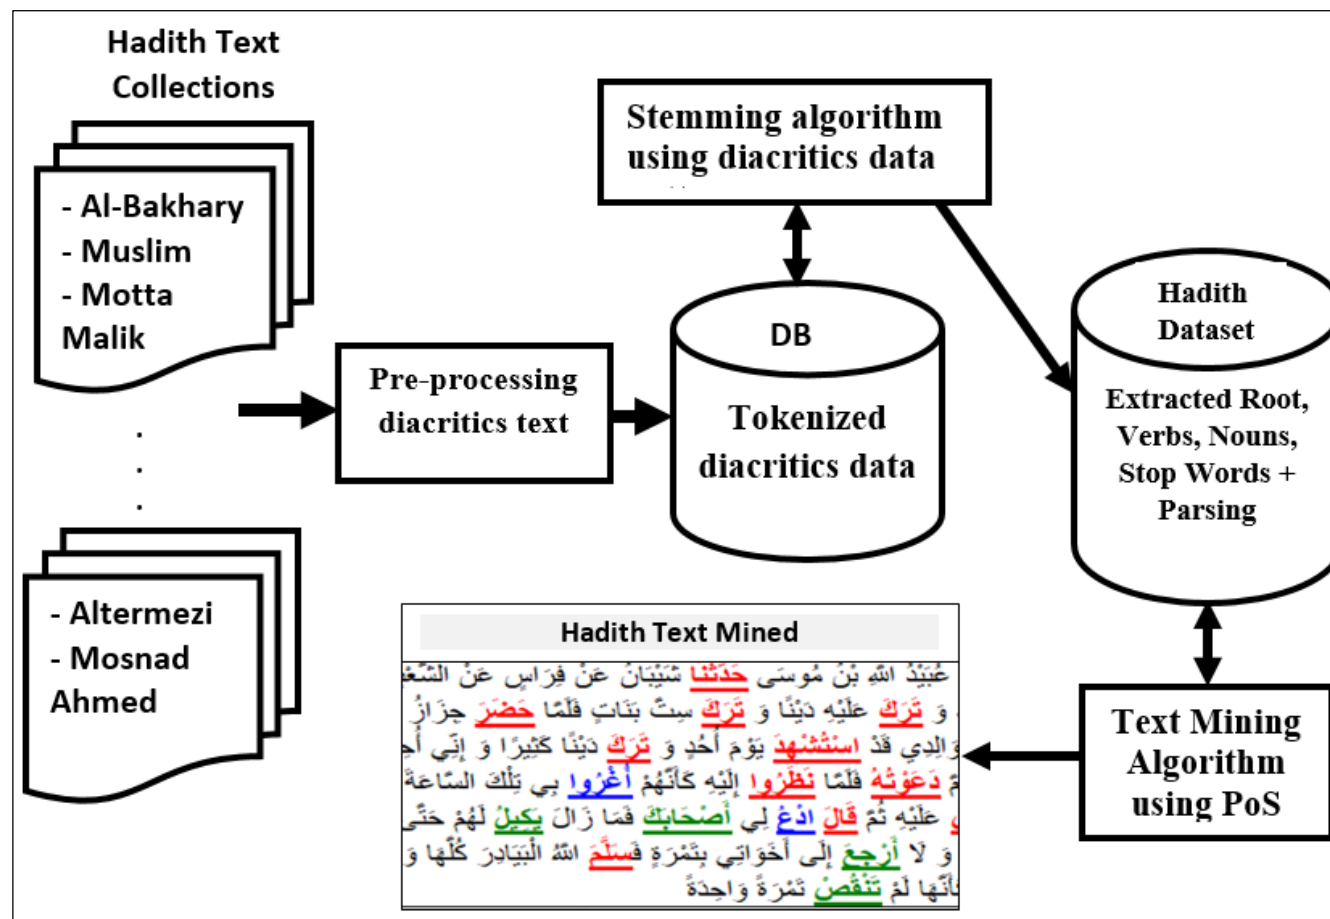 Hadith Text
Collections
- Al-Bakhary
- Muslim
- Motta
Malik
.
.
.
- Altermezi
- Mosnad
Ahmed
Pre-processing
diacritics text
DB
Tokenized
diacritics data
Stemming algorithm
using diacritics data
Hadith
Dataset
Extracted Root,
Verbs, Nouns,
Stop Words +
Parsing
Text Mining
Algorithm
using PoS
Hadith Text Mined
عُبَيْدُ اللهِ بْنُ مُوسَى حَدَّثَنَا شَيْبَانُ عَنْ فِرَاسٍ عَنْ
وَ تَرَكَ عَلَيْهِ دَيْنًا وَ تَرَكَ سِتَّ بَنَاتٍ فَلَمَّا حَضَرَ جِزَازُ
وَالِدِي قَدْ اسْتُشْهِدَ يَوْمَ أُحُدٍ وَ تَرَكَ دَيْنًا كَثِيرًا وَ إِنِّي
دَعَوْتُهُ فَلَمَّا نَظَرُوا إِلَيْهِ كَأَنَّهُمْ أُغْرُوا بِي تِلْكَ السَّاعَةَ
عَلَيْهِ ثُمَّ قَالَ ادْعُ لِي أَصْحَابَكَ فَمَا زَالَ يَكِيلُ لَهُمْ حَتَّى
وَ لَا أَرْجِعَ إِلَى أَخَوَاتِي بِتَمْرَةٍ فَسَلَّمَ اللهُ الْبَيَادِرَ كُلَّهَا وَ
كَأَنَّهَا لَمْ تَنْقُصْ تَمْرَةً وَاحِدَةً